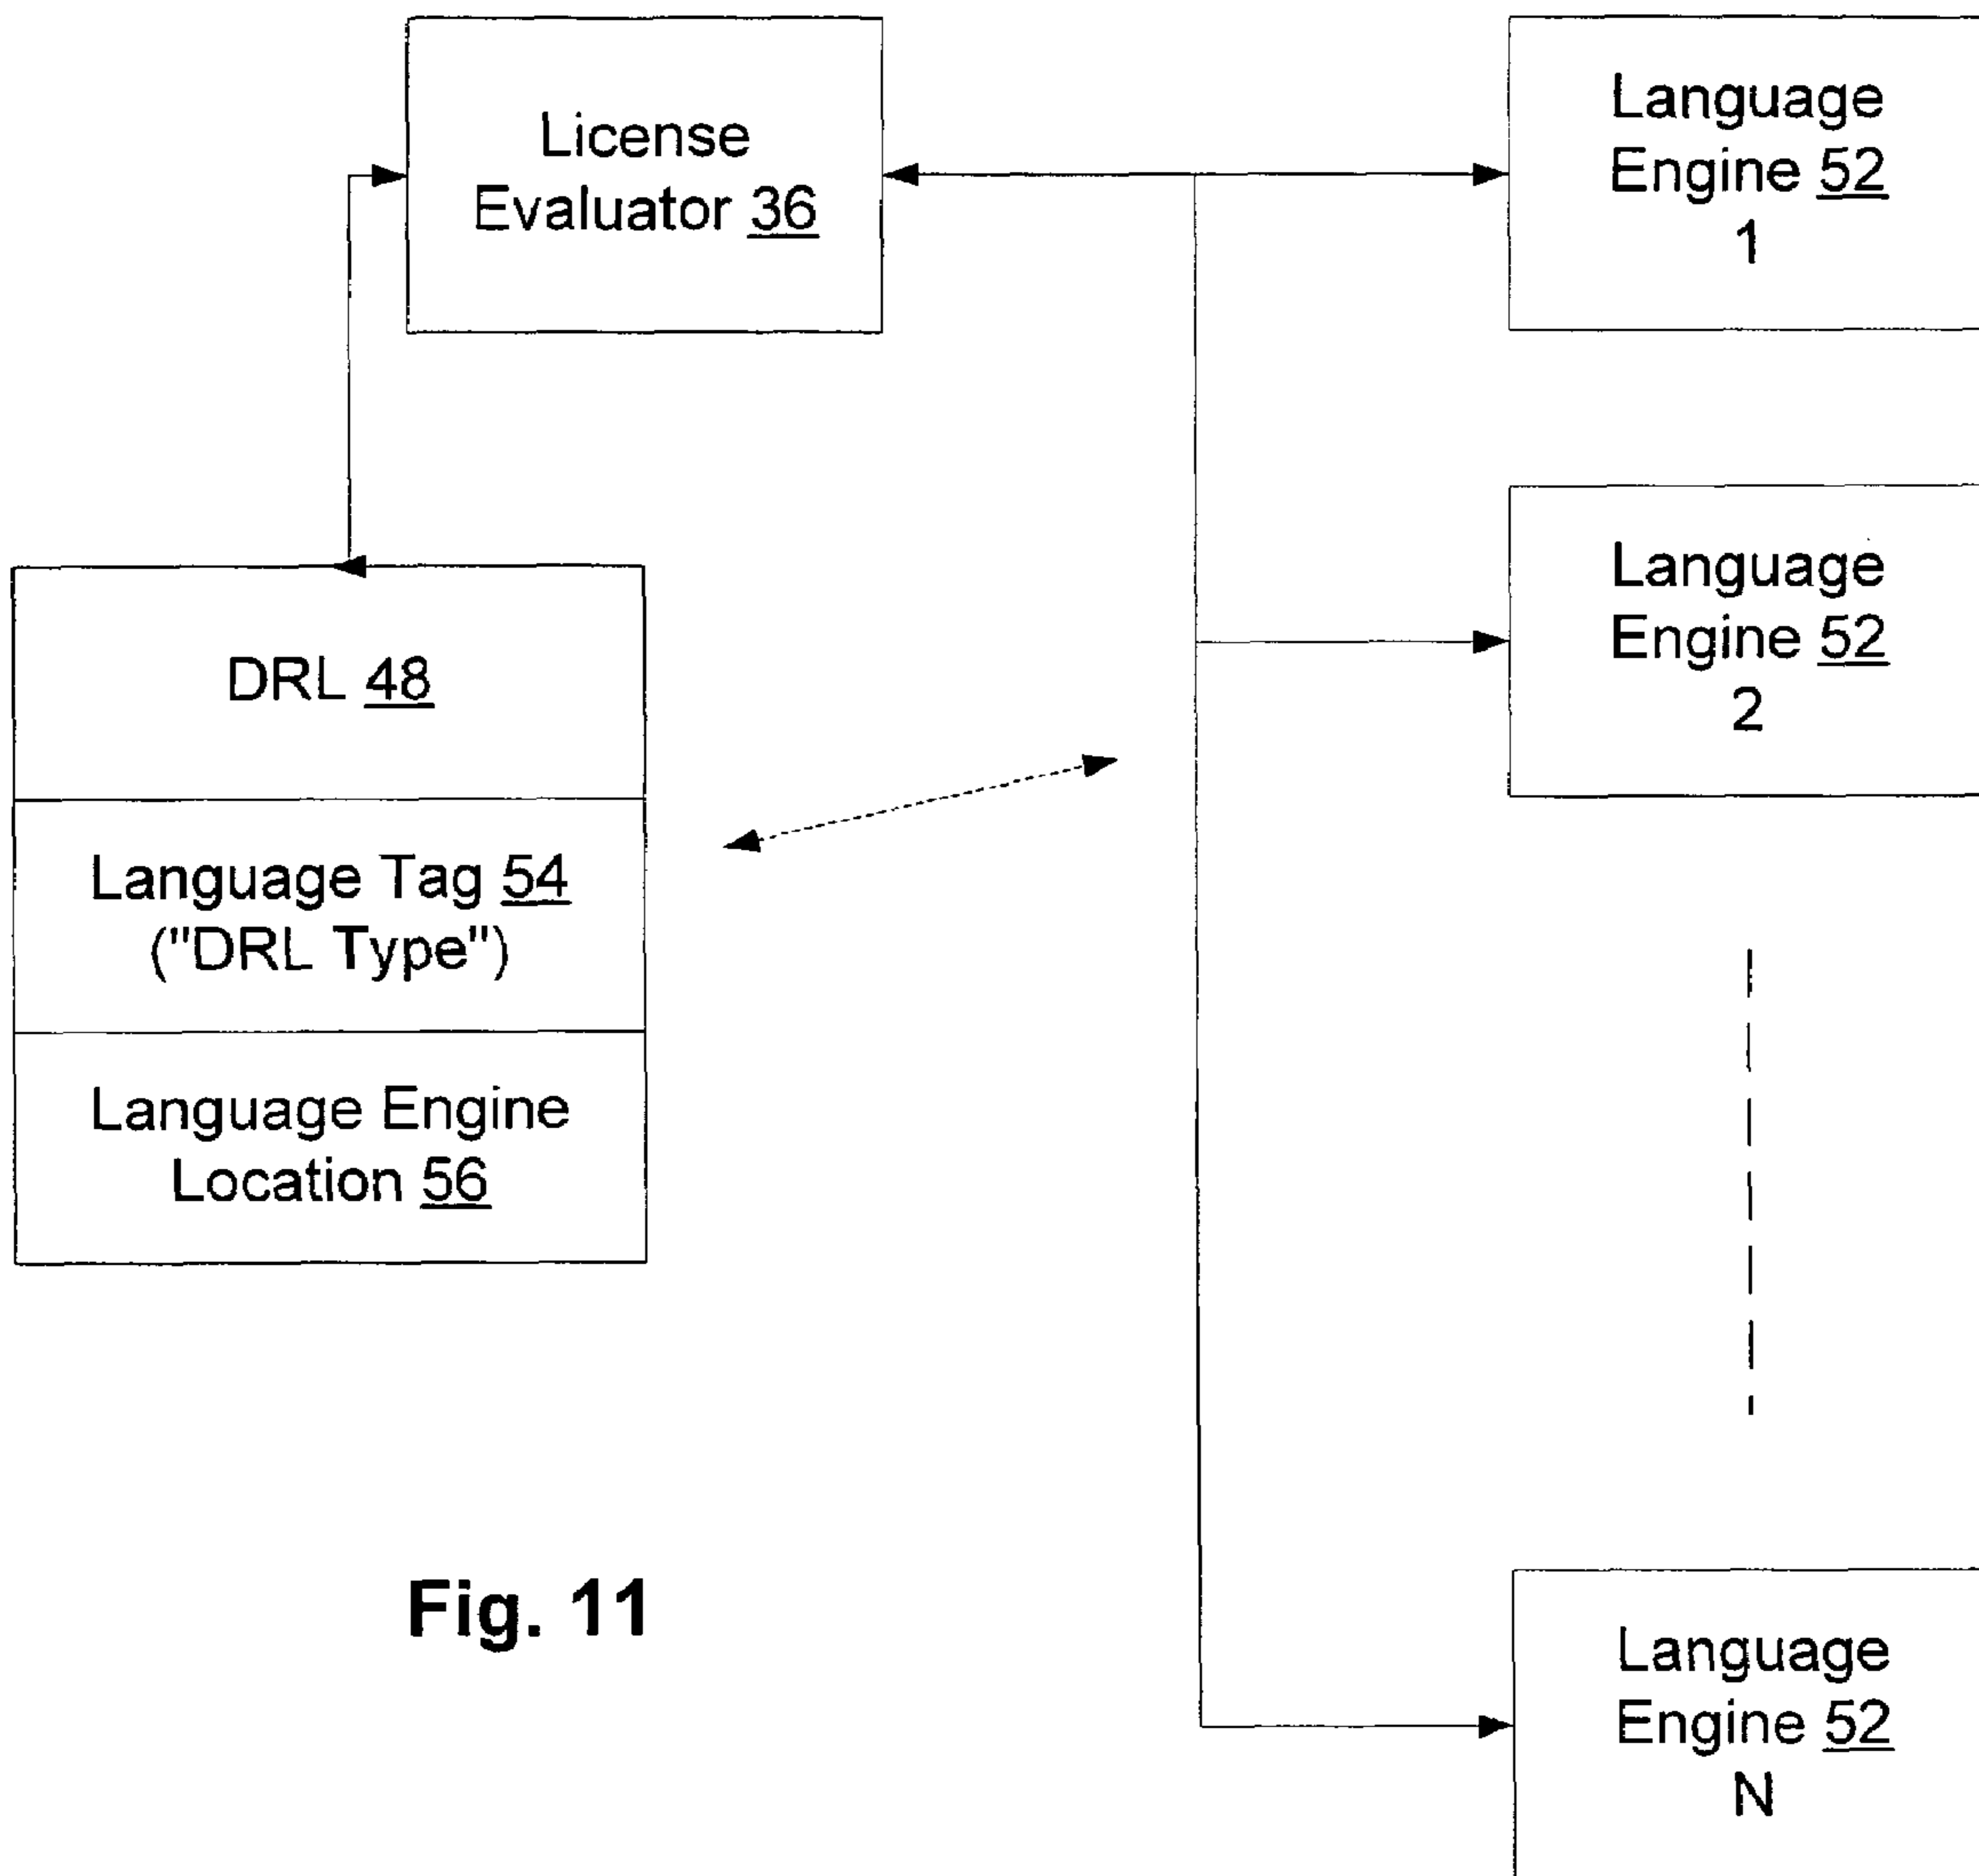 License
Evaluator 36
Language
Engine 52
1
Language
Engine 52
2
DRL 48
Language Tag 54
("DRL Type")
Language Engine
Location 56
Fig. 11
Language
Engine 52
N